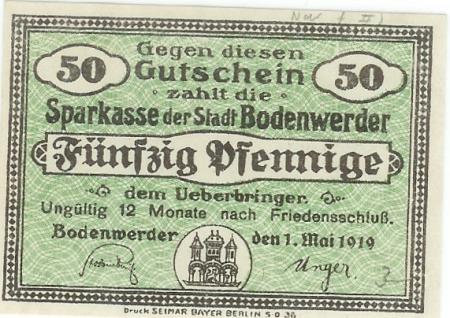 Gegen diesen
50 Gutschein 50
zahlt die
Sparkasse der Stadt Bodenwerder
Fünfzig Pfennige
dem Ueberbringer.
Ungültig 12 Monate nach Friedensschluß.
Bodenwerder den 1. Mai 1919
Unger.
Druck SEIMAR BAYER BERLIN S·O 36